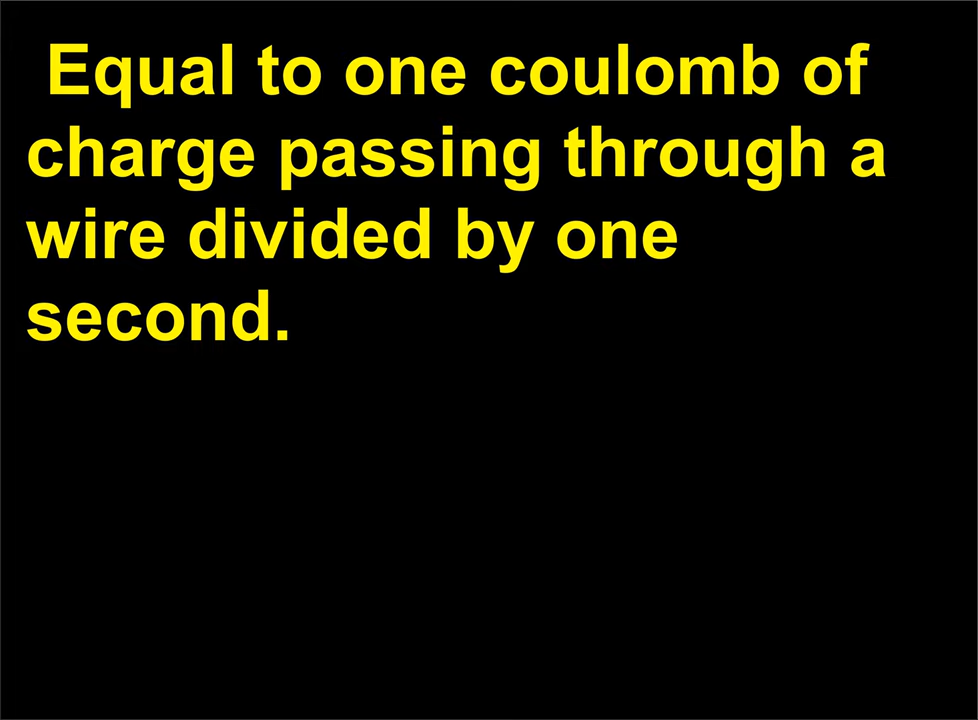 Equal to one coulomb of
charge passing through a
wire divided by one
second.